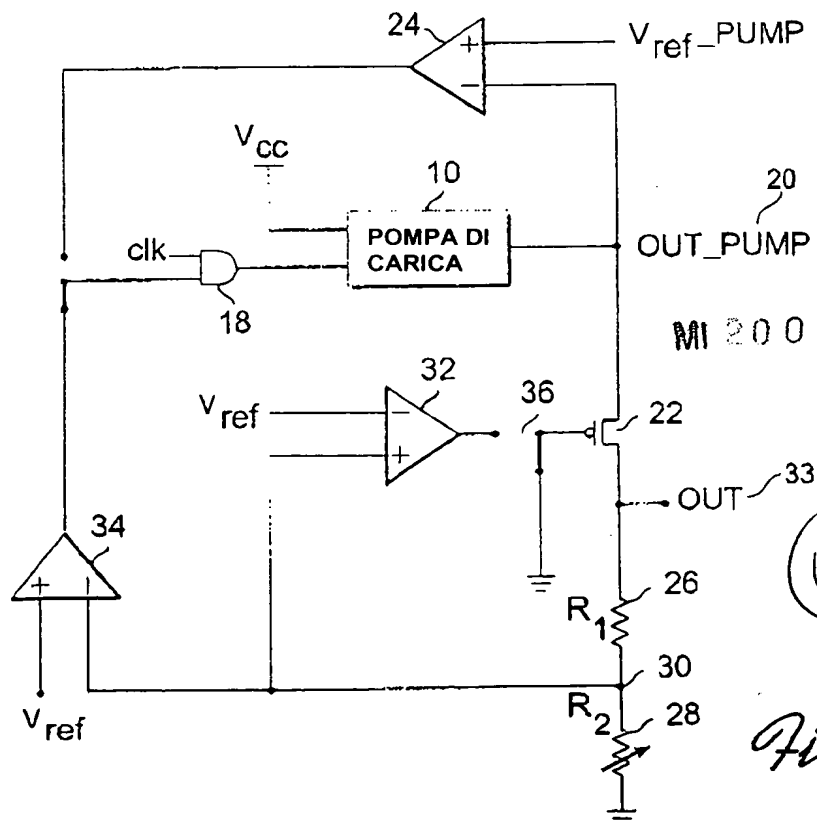 24
V_ref_PUMP
V_cc
10
20
clk
POMPA DI
CARICA
OUT_PUMP
18
MI 200
V_ref
32
36
22
OUT
33
34
26
R_1
30
R_2
28
V_ref